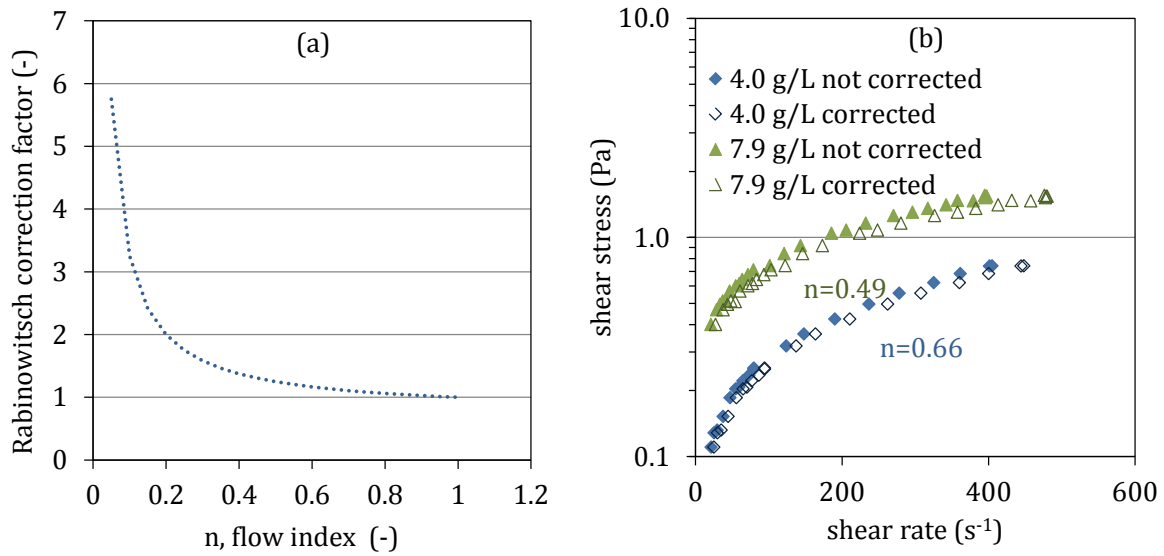 (a)
Rabinowitsch correction factor (-)
7
6
5
4
3
2
1
0
0 0.2 0.4 0.6 0.8 1 1.2
n, flow index (-)
(b)
shear stress (Pa)
10.0
1.0
0.1
4.0 g/L not corrected
4.0 g/L corrected
7.9 g/L not corrected
7.9 g/L corrected
n=0.49
n=0.66
0 200 400 600
shear rate (s⁻¹)